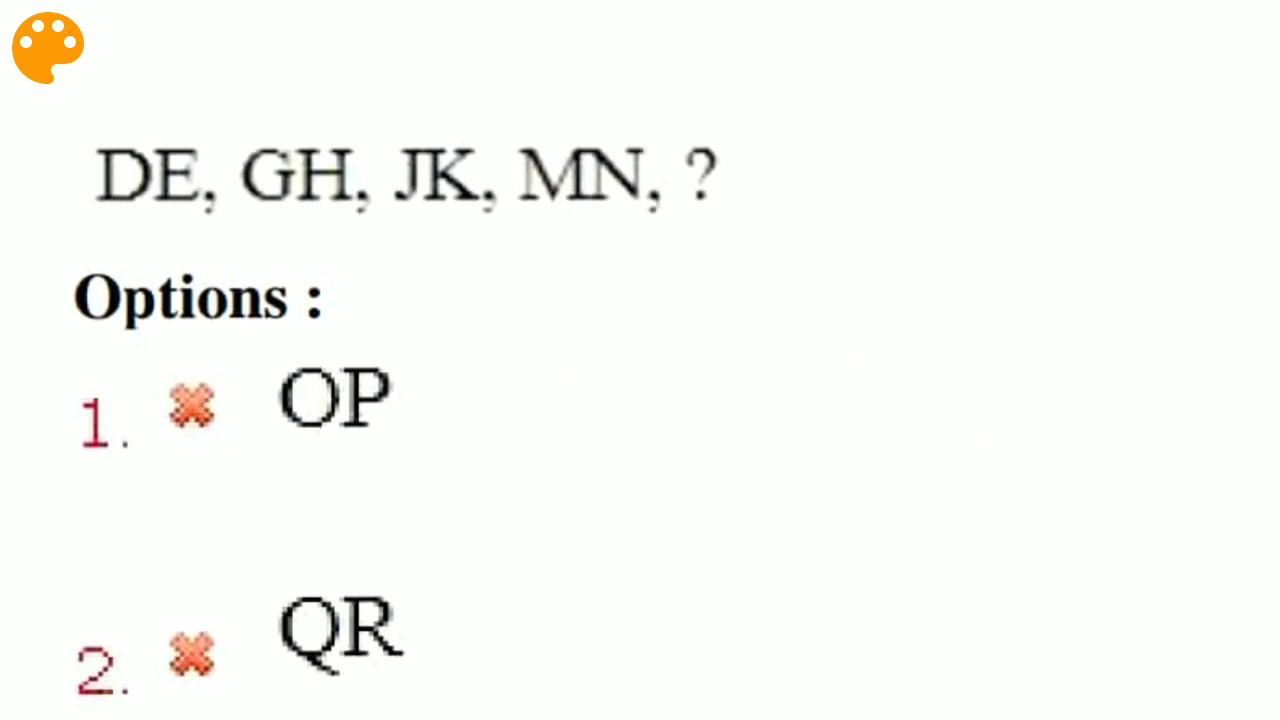 DE, GH, JK, MN, ?
Options :
1. OP
2. QR